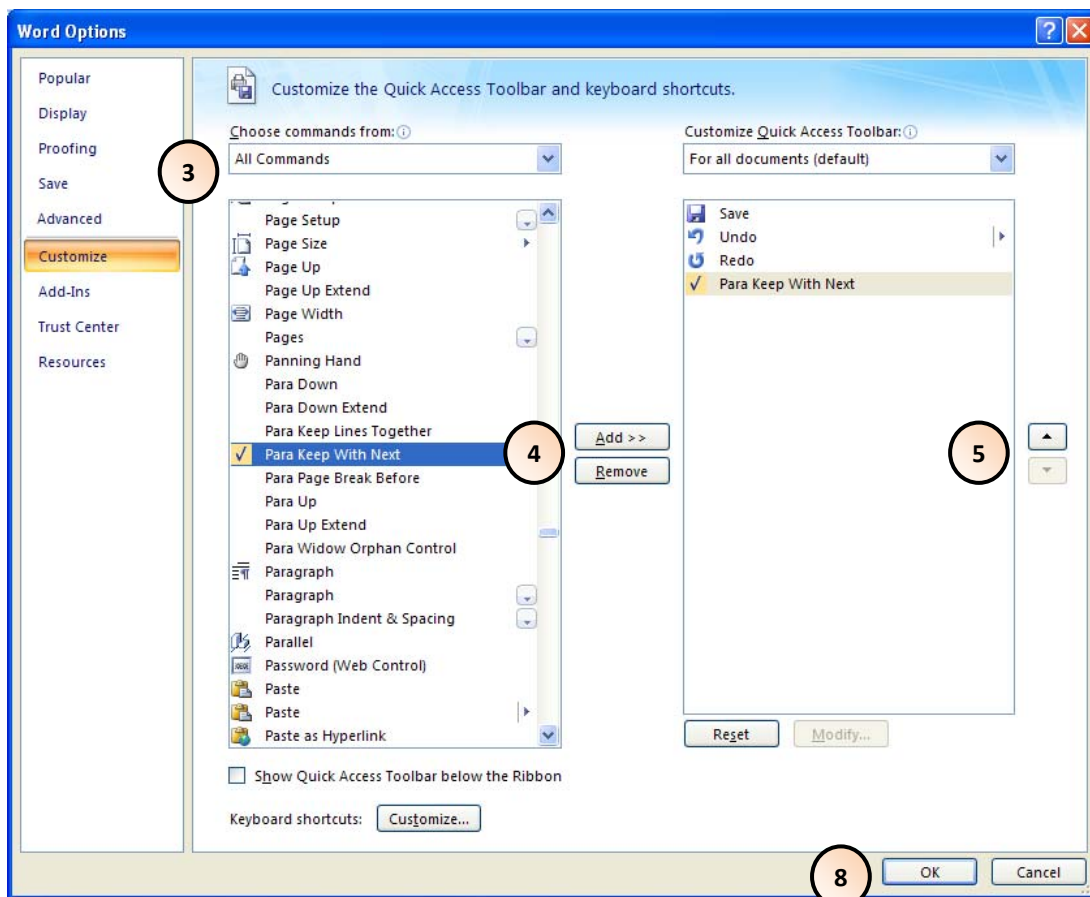 Word Options
Popular
Display
Proofing
Save
Advanced
Customize
Add-Ins
Trust Center
Resources
Customize the Quick Access Toolbar and keyboard shortcuts.
Choose commands from:
3
All Commands
Page Setup
Page Size
Page Up
Page Up Extend
Page Width
Pages
Panning Hand
Para Down
Para Down Extend
Para Keep Lines Together
Para Keep With Next
Para Page Break Before
Para Up
Para Up Extend
Para Widow Orphan Control
Paragraph
Paragraph
Paragraph Indent & Spacing
Parallel
Password (Web Control)
Paste
Paste
Paste as Hyperlink
4
Add >>
Remove
Customize Quick Access Toolbar:
For all documents (default)
Save
Undo
Redo
Para Keep With Next
5
Reset
Modify...
Show Quick Access Toolbar below the Ribbon
Keyboard shortcuts: Customize...
8
OK
Cancel